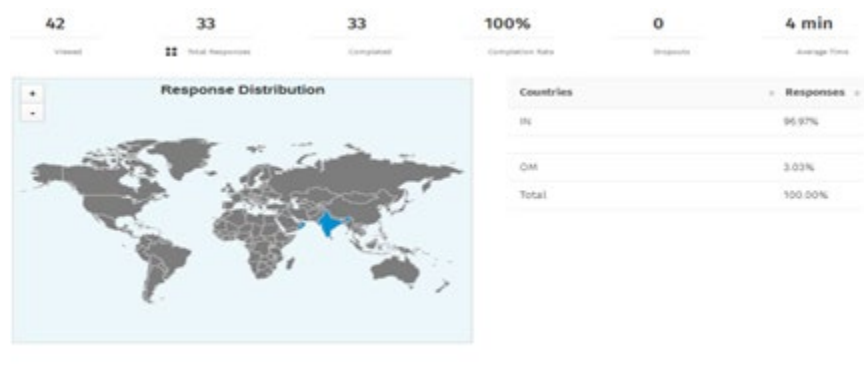 42 33 33 100% 0 4 min
Viewed Total Responses Completed Completion Rate Dropouts Average Time
+ Response Distribution
-
Countries Responses
IN 96.97%
OM 3.03%
Total 100.00%